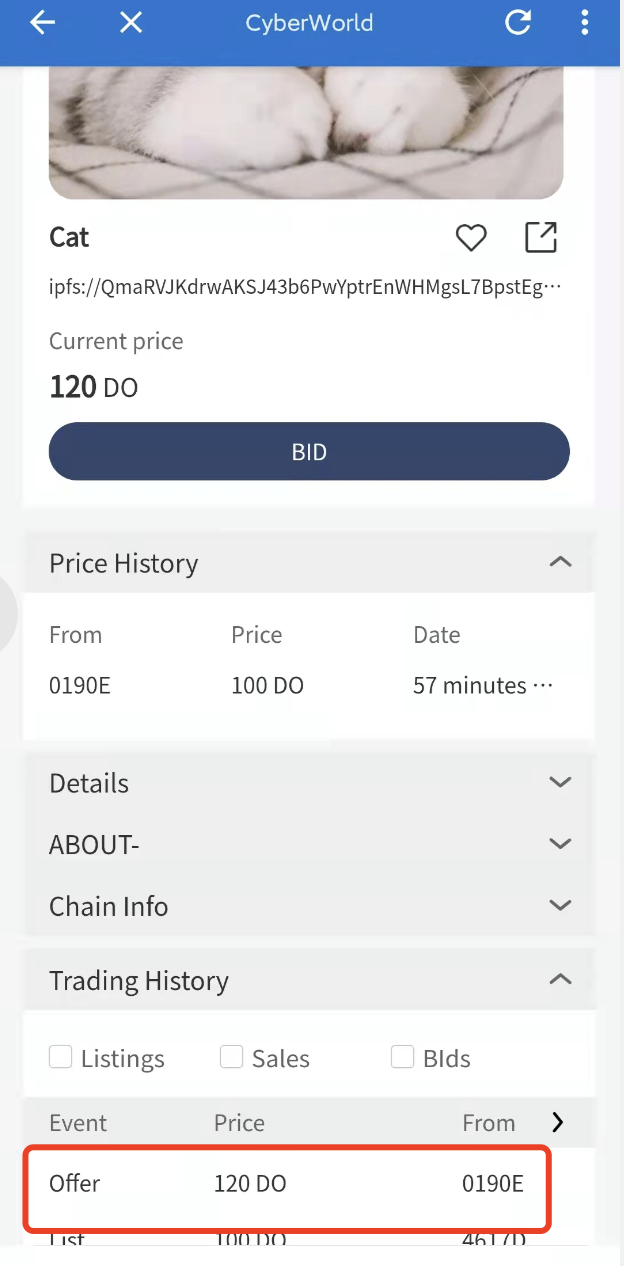 CyberWorld
Cat
ipfs://QmaRVJKdrwAKSJ43b6PwYptrEnWHMgsL7BpstEg···
Current price
120 DO
BID
Price History
From Price Date
0190E 100 DO 57 minutes ···
Details
ABOUT-
Chain Info
Trading History
Listings Sales BIds
Event Price From
Offer 120 DO 0190E
List 100 DO 4617D